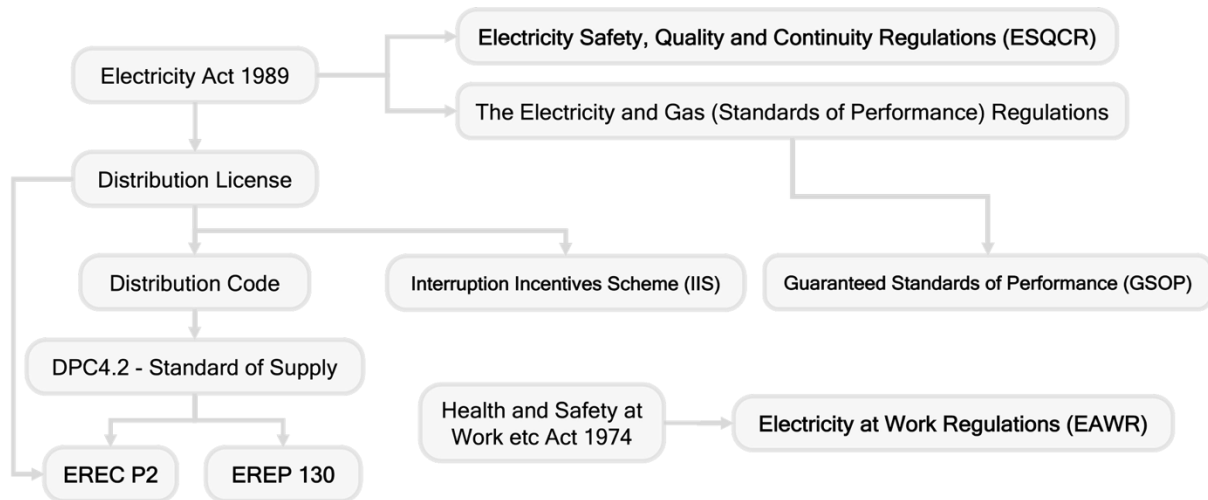 Electricity Safety, Quality and Continuity Regulations (ESQCR)
Electricity Act 1989
The Electricity and Gas (Standards of Performance) Regulations
Distribution License
Distribution Code
Interruption Incentives Scheme (IIS)
Guaranteed Standards of Performance (GSOP)
DPC4.2 - Standard of Supply
Health and Safety at
Work etc Act 1974
Electricity at Work Regulations (EAWR)
EREC P2
EREP 130